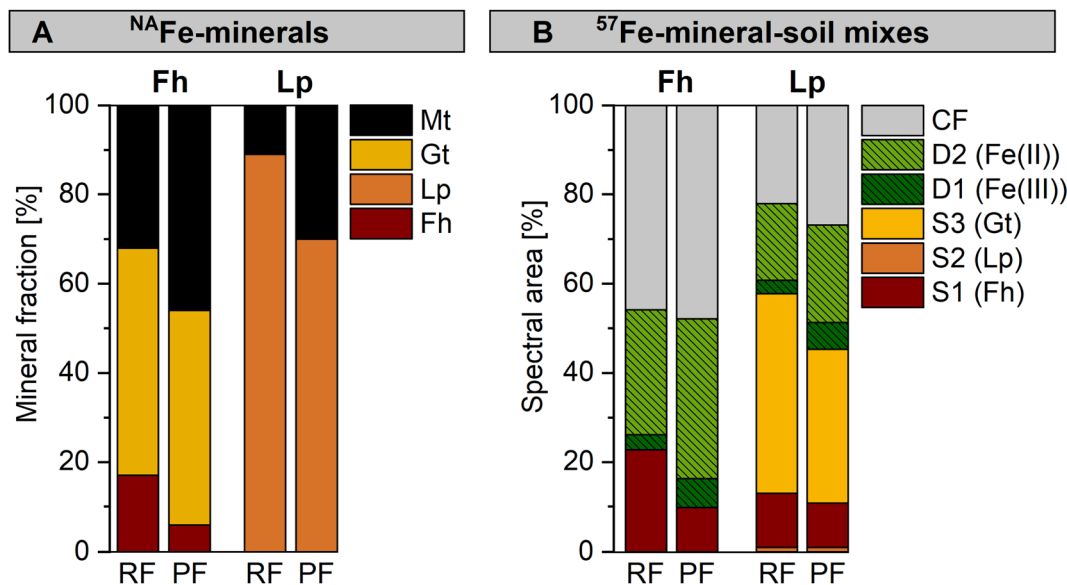 A ᴺᴬFe-minerals
Fh Lp
Mineral fraction [%]
100
80
60
40
20
0
RF PF RF PF
Mt
Gt
Lp
Fh
B ⁵⁷Fe-mineral-soil mixes
Fh Lp
Spectral area [%]
100
80
60
40
20
0
RF PF RF PF
CF
D2 (Fe(II))
D1 (Fe(III))
S3 (Gt)
S2 (Lp)
S1 (Fh)